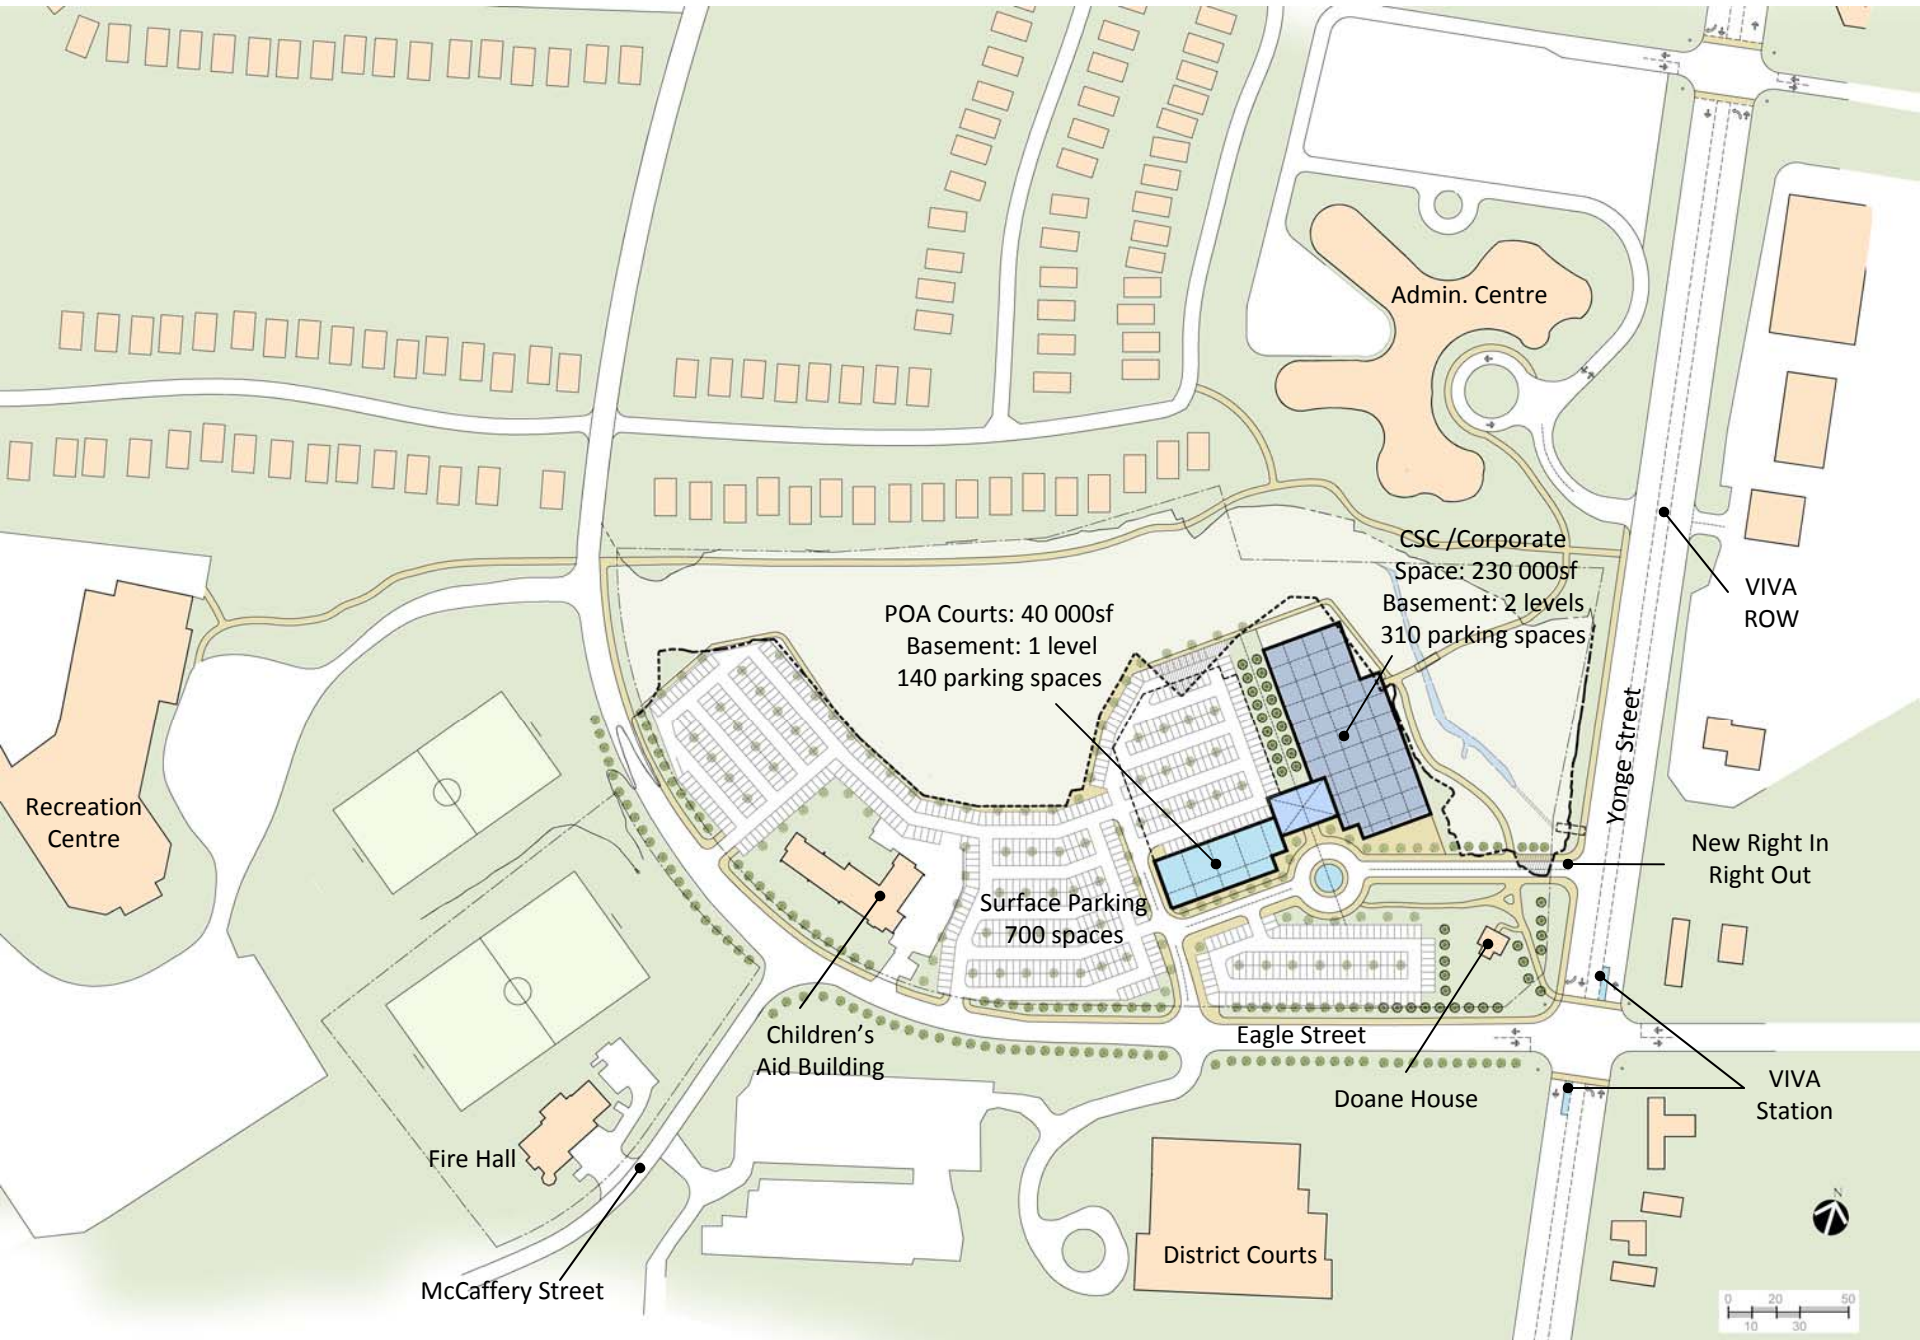 Admin. Centre
CSC /Corporate
Space: 230 000sf
Basement: 2 levels
310 parking spaces
VIVA
ROW
POA Courts: 40 000sf
Basement: 1 level
140 parking spaces
Yonge Street
Recreation
Centre
New Right In
Right Out
Surface Parking
700 spaces
Children's
Aid Building
Eagle Street
Doane House
VIVA
Station
Fire Hall
District Courts
McCaffery Street
N
0 20 50
10 30